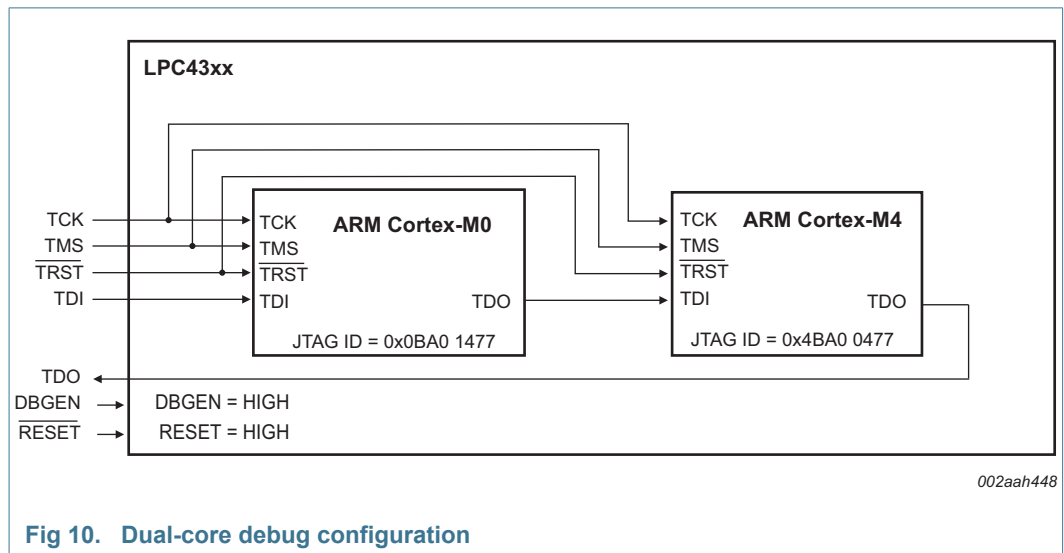 LPC43xx
TCK
TMS
TRST
TDI
TDO
DBGEN
RESET
TCK
TMS
TRST
TDI
ARM Cortex-M0
TDO
JTAG ID = 0x0BA0 1477
TCK
TMS
TRST
TDI
ARM Cortex-M4
TDO
JTAG ID = 0x4BA0 0477
DBGEN = HIGH
RESET = HIGH
002aah448
Fig 10. Dual-core debug configuration